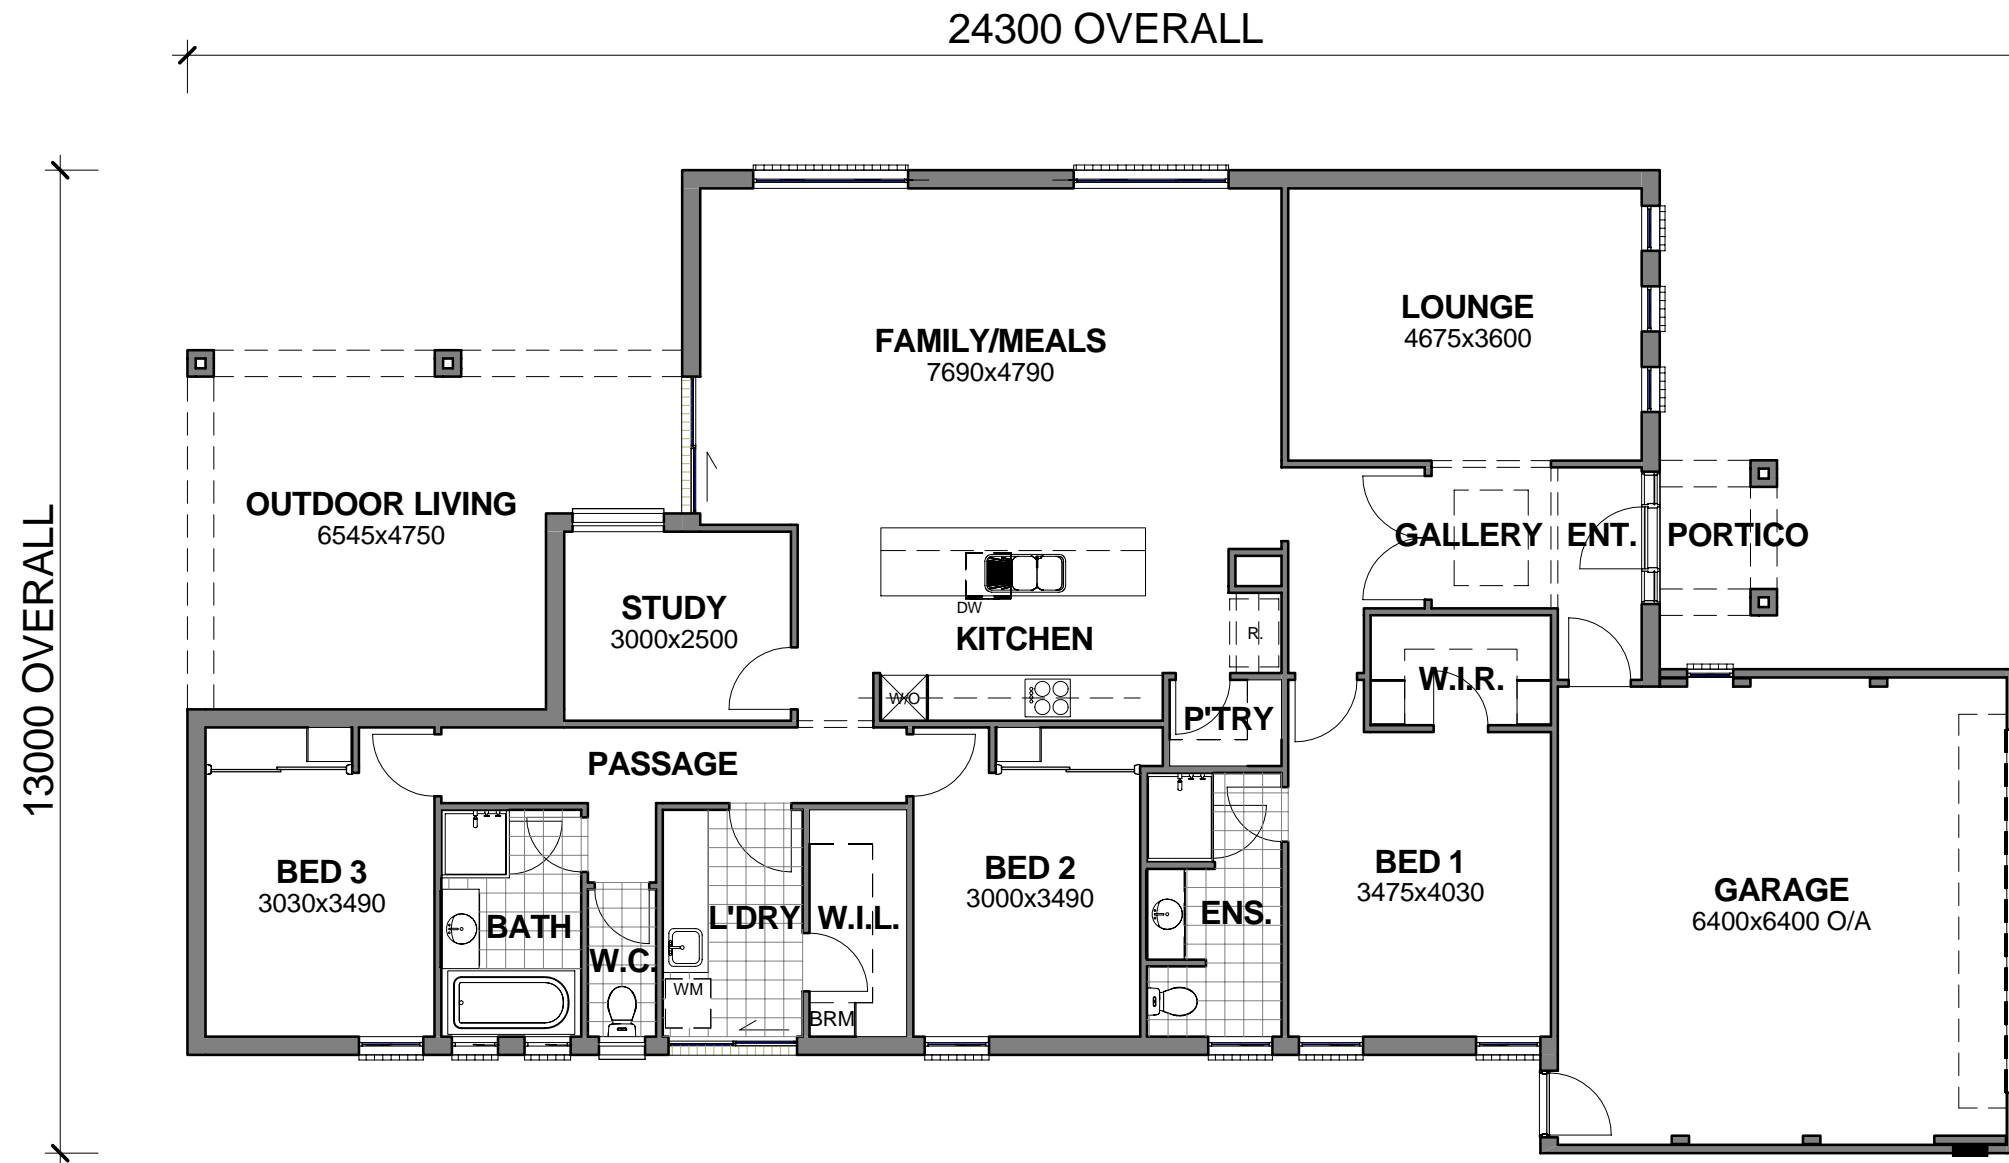 24300 OVERALL
13000 OVERALL
LOUNGE
4675x3600
FAMILY/MEALS
7690x4790
OUTDOOR LIVING
6545x4750
GALLERY
ENT.
PORTICO
STUDY
3000x2500
DW
KITCHEN
R.
W.I.R.
W/O
P'TRY
PASSAGE
BED 3
3030x3490
BATH
W.C.
L'DRY
W.I.L.
WM
BRM
BED 2
3000x3490
ENS.
BED 1
3475x4030
GARAGE
6400x6400 O/A